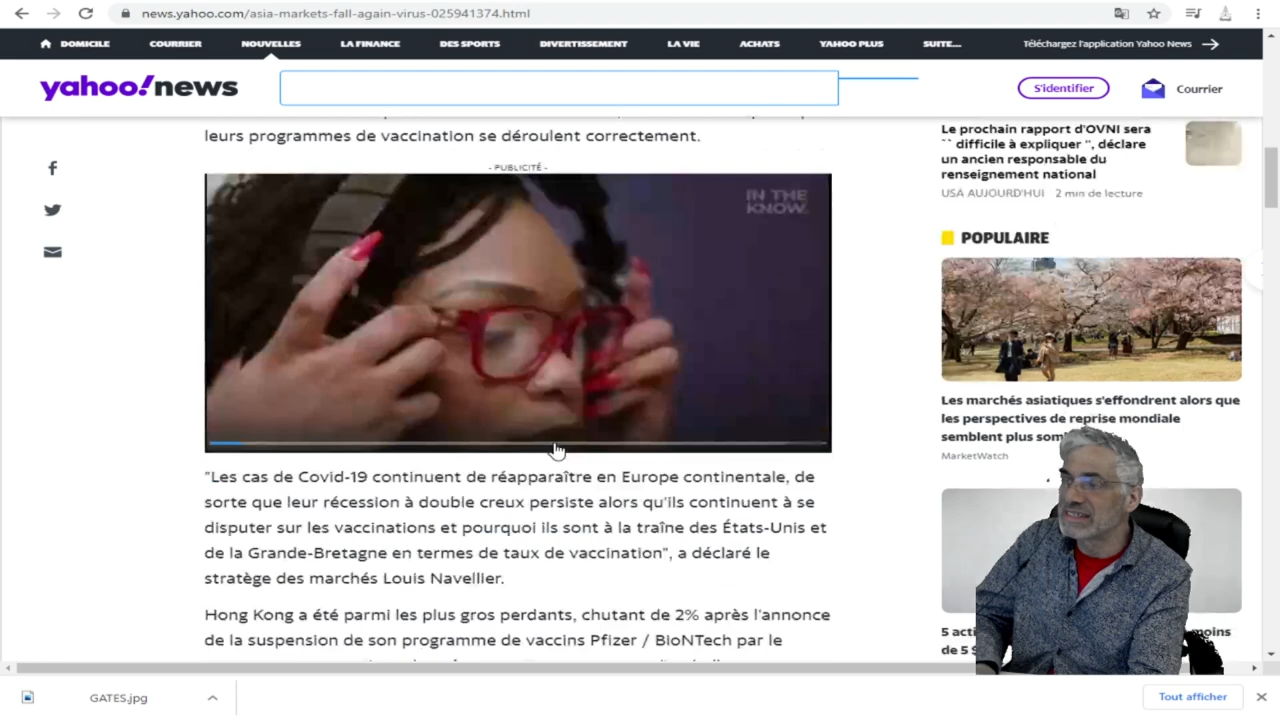 news.yahoo.com/asia-markets-fall-again-virus-025941374.html
DOMICILE COURRIER NOUVELLES LA FINANCE DES SPORTS DIVERTISSEMENT LA VIE ACHATS YAHOO PLUS SUITE... Téléchargez l'application Yahoo News
yahoo!news
S'identifier
Courrier
leurs programmes de vaccination se déroulent correctement.
- PUBLICITÉ -
IN THE
KNOW.
"Les cas de Covid-19 continuent de réapparaître en Europe continentale, de
sorte que leur récession à double creux persiste alors qu'ils continuent à se
disputer sur les vaccinations et pourquoi ils sont à la traîne des États-Unis et
de la Grande-Bretagne en termes de taux de vaccination", a déclaré le
stratège des marchés Louis Navellier.
Hong Kong a été parmi les plus gros perdants, chutant de 2% après l'annonce
de la suspension de son programme de vaccins Pfizer / BioNTech par le
Le prochain rapport d'OVNI sera
`` difficile à expliquer '', déclare
un ancien responsable du
renseignement national
USA AUJOURD'HUI 2 min de lecture
POPULAIRE
Les marchés asiatiques s'effondrent alors que
les perspectives de reprise mondiale
semblent plus
MarketWatch
5
moins
de 5
GATES.jpg
Tout afficher